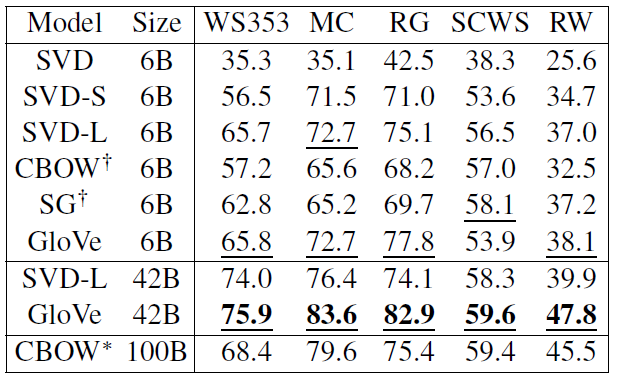 Model Size WS353 MC RG SCWS RW
SVD 6B 35.3 35.1 42.5 38.3 25.6
SVD-S 6B 56.5 71.5 71.0 53.6 34.7
SVD-L 6B 65.7 72.7 75.1 56.5 37.0
CBOW† 6B 57.2 65.6 68.2 57.0 32.5
SG† 6B 62.8 65.2 69.7 58.1 37.2
GloVe 6B 65.8 72.7 77.8 53.9 38.1
SVD-L 42B 74.0 76.4 74.1 58.3 39.9
GloVe 42B 75.9 83.6 82.9 59.6 47.8
CBOW* 100B 68.4 79.6 75.4 59.4 45.5